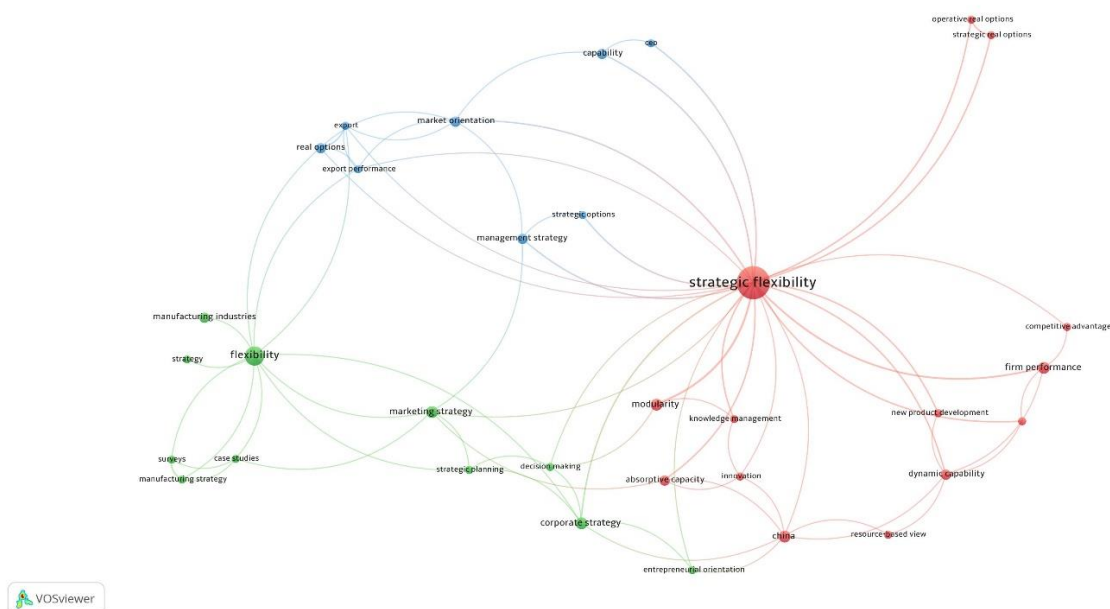 operative real options
strategic real options
ceo
capability
market orientation
export
real options
export performance
strategic options
management strategy
strategic flexibility
manufacturing industries
competitive advantage
flexibility
strategy
firm performance
modularity
marketing strategy
new product development
knowledge management
surveys
case studies
strategic planning
decision making
manufacturing strategy
absorptive capacity
innovation
dynamic capability
corporate strategy
china
resource-based view
entrepreneurial orientation
VOSviewer